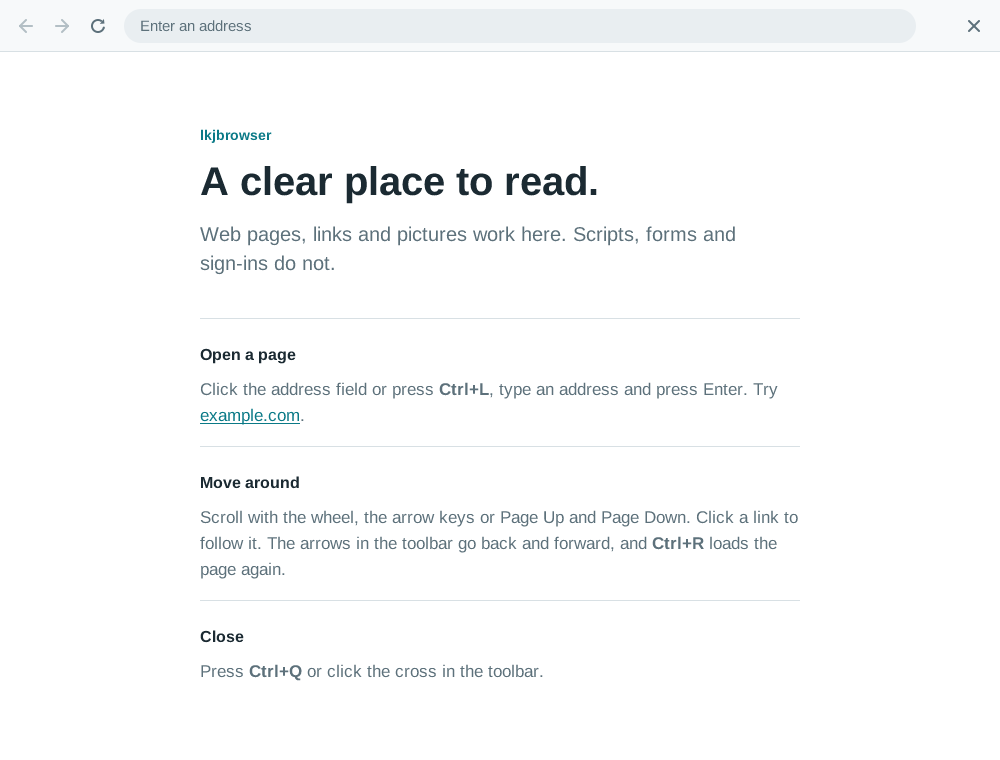 Enter an address
lkjbrowser
A clear place to read.
Web pages, links and pictures work here. Scripts, forms and
sign-ins do not.
Open a page
Click the address field or press Ctrl+L, type an address and press Enter. Try
example.com.
Move around
Scroll with the wheel, the arrow keys or Page Up and Page Down. Click a link to
follow it. The arrows in the toolbar go back and forward, and Ctrl+R loads the
page again.
Close
Press Ctrl+Q or click the cross in the toolbar.